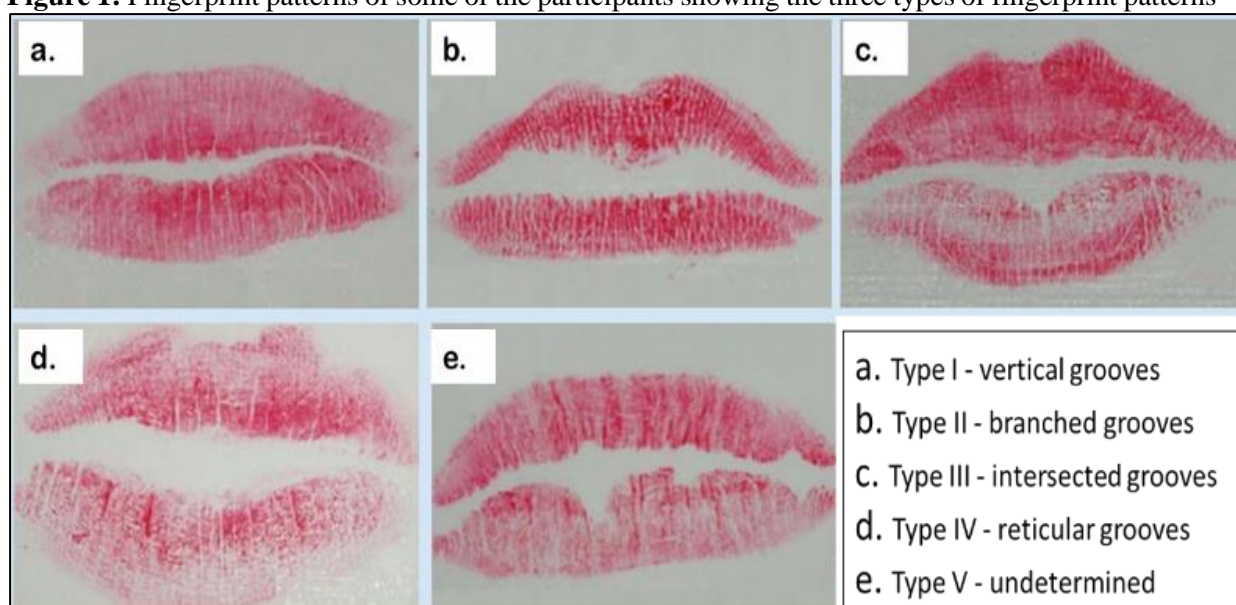 Figure 1: Fingerprint patterns of some of the participants showing the three types of fingerprint patterns
a.
b.
c.
d.
e.
a. Type I - vertical grooves
b. Type II - branched grooves
c. Type III - intersected grooves
d. Type IV - reticular grooves
e. Type V - undetermined